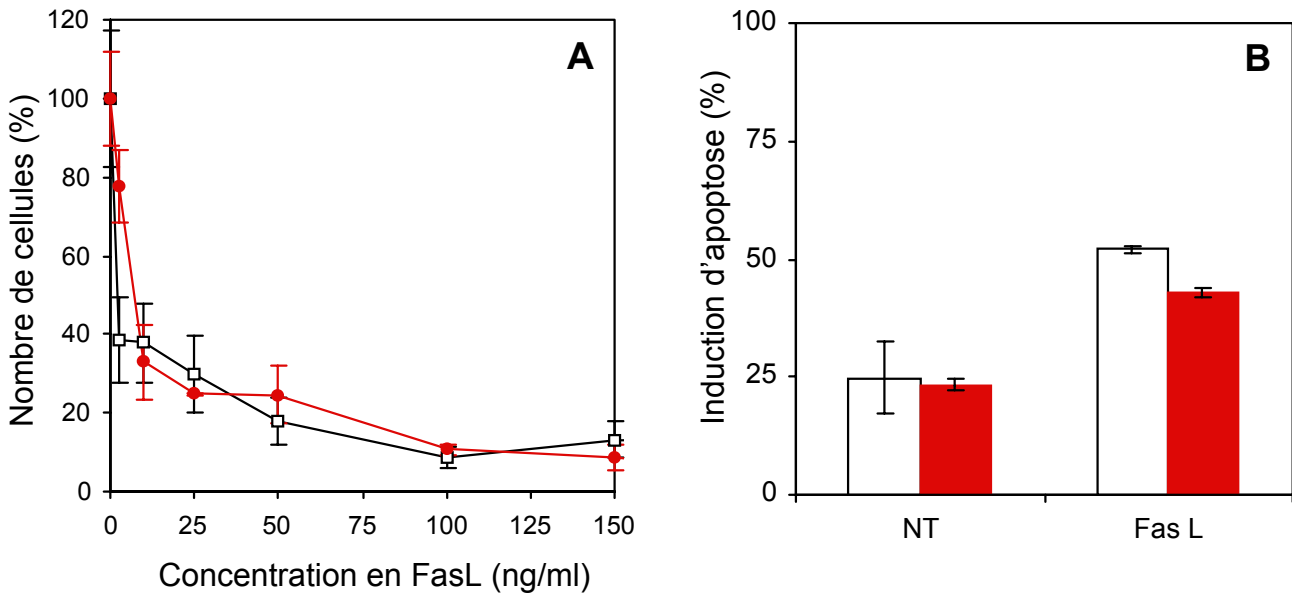 A
Nombre de cellules (%)
120
100
80
60
40
20
0
0 25 50 75 100 125 150
Concentration en FasL (ng/ml)
B
Induction d'apoptose (%)
100
75
50
25
0
NT Fas L